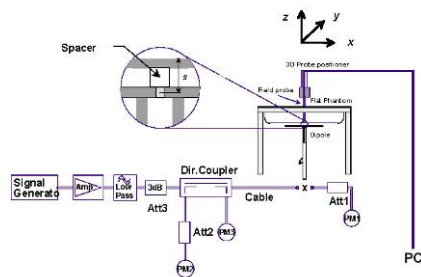 z
y
x
Spacer
s
3D Probe positioner
Field probe
Flat Phantom
Dipole
Dir.Coupler
Signal
Generato
Amp
Low
Pass
3dB
Att3
Cable
x
Att1
PM1
Att2
PM3
PM2
PC